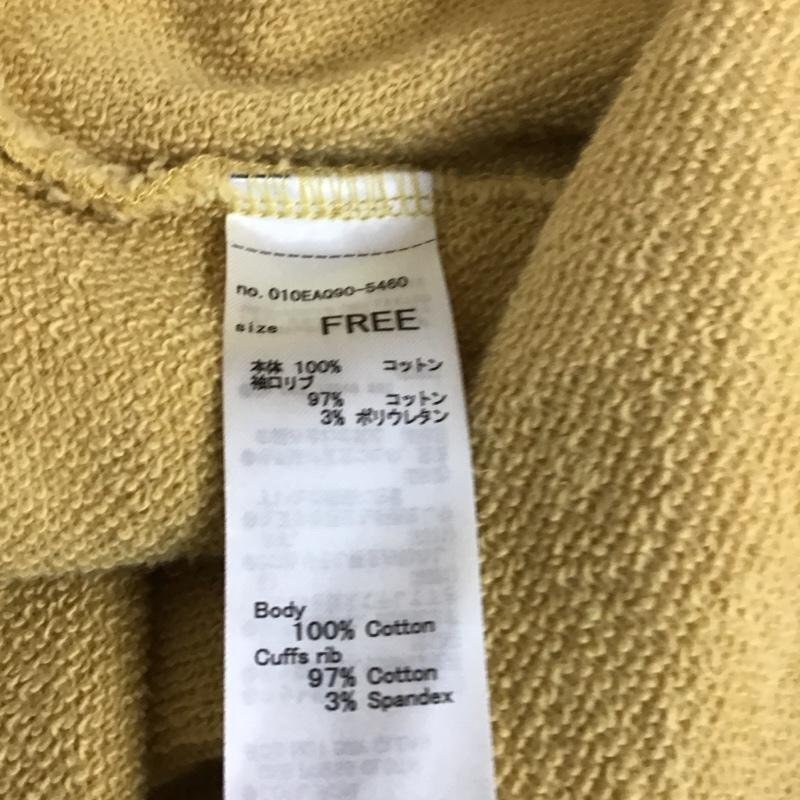 no. 010EAQ90-5460
size FREE
本体 100% コットン
袖口リブ
97% コットン
3% ポリウレタン
Body
100% Cotton
Cuffs rib
97% Cotton
3% Spandex